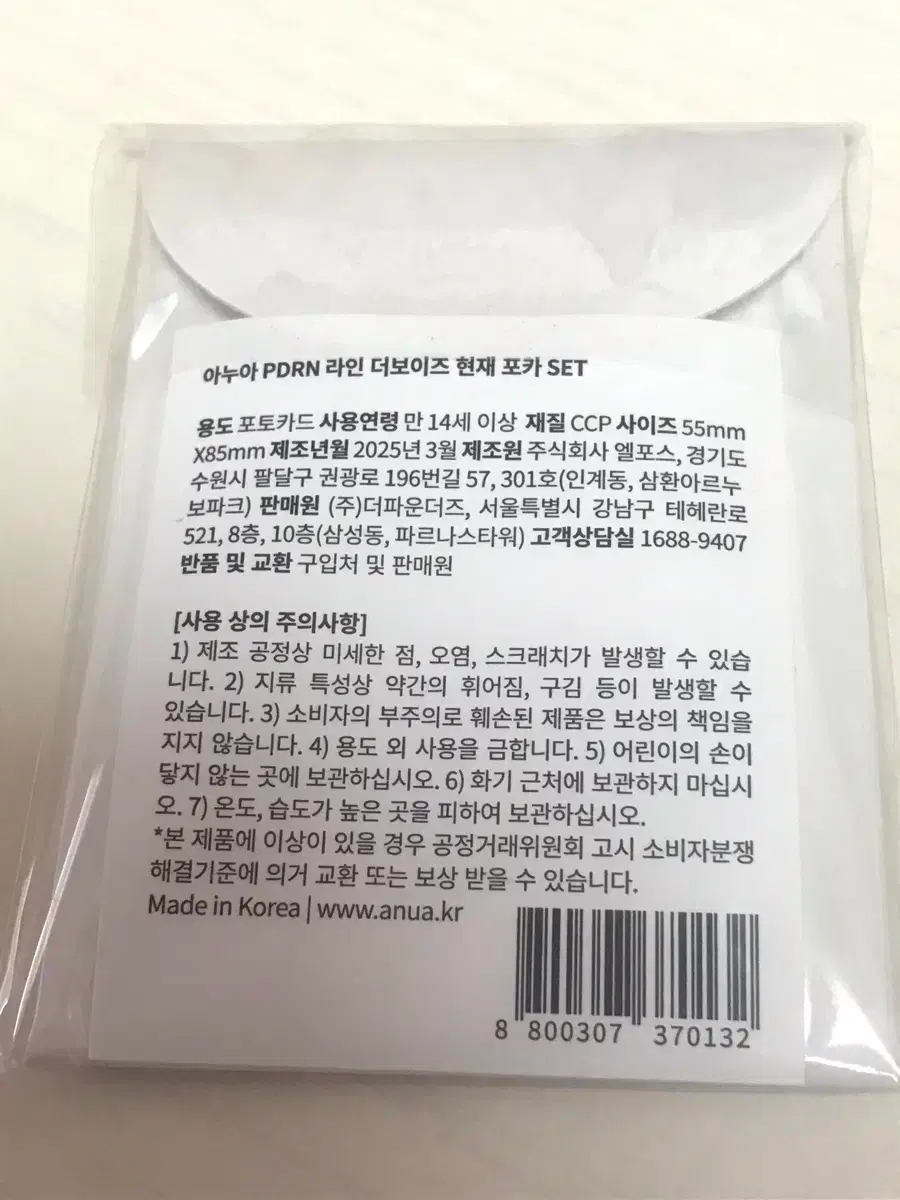 아누아 PDRN 라인 더보이즈 현재 포카 SET
용도 포토카드 사용연령 만 14세 이상 재질 CCP 사이즈 55mm
X85mm 제조년월 2025년 3월 제조원 주식회사 엘포스, 경기도
수원시 팔달구 권광로 196번길 57, 301호(인계동, 삼환아르누
보파크) 판매원 (주)더파운더즈, 서울특별시 강남구 테헤란로
521, 8층, 10층(삼성동, 파르나스타워) 고객상담실 1688-9407
반품 및 교환 구입처 및 판매원
[사용 상의 주의사항]
1) 제조 공정상 미세한 점, 오염, 스크래치가 발생할 수 있습
니다. 2) 지류 특성상 약간의 휘어짐, 구김 등이 발생할 수
있습니다. 3) 소비자의 부주의로 훼손된 제품은 보상의 책임을
지지 않습니다. 4) 용도 외 사용을 금합니다. 5) 어린이의 손이
닿지 않는 곳에 보관하십시오. 6) 화기 근처에 보관하지 마십시
오. 7) 온도, 습도가 높은 곳을 피하여 보관하십시오.
*본 제품에 이상이 있을 경우 공정거래위원회 고시 소비자분쟁
해결기준에 의거 교환 또는 보상 받을 수 있습니다.
Made in Korea | www.anua.kr
8 800307 370132